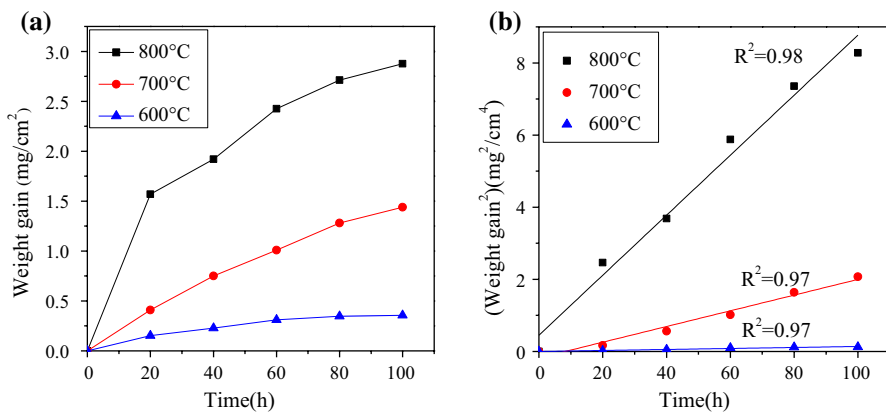 (a)
800°C
700°C
600°C
Weight gain (mg/cm²)
3.0
2.5
2.0
1.5
1.0
0.5
0.0
0
20
40
60
80
100
Time(h)
(b)
800°C
700°C
600°C
R²=0.98
R²=0.97
R²=0.97
(Weight gain²)(mg²/cm⁴)
8
6
4
2
0
0
20
40
60
80
100
Time(h)